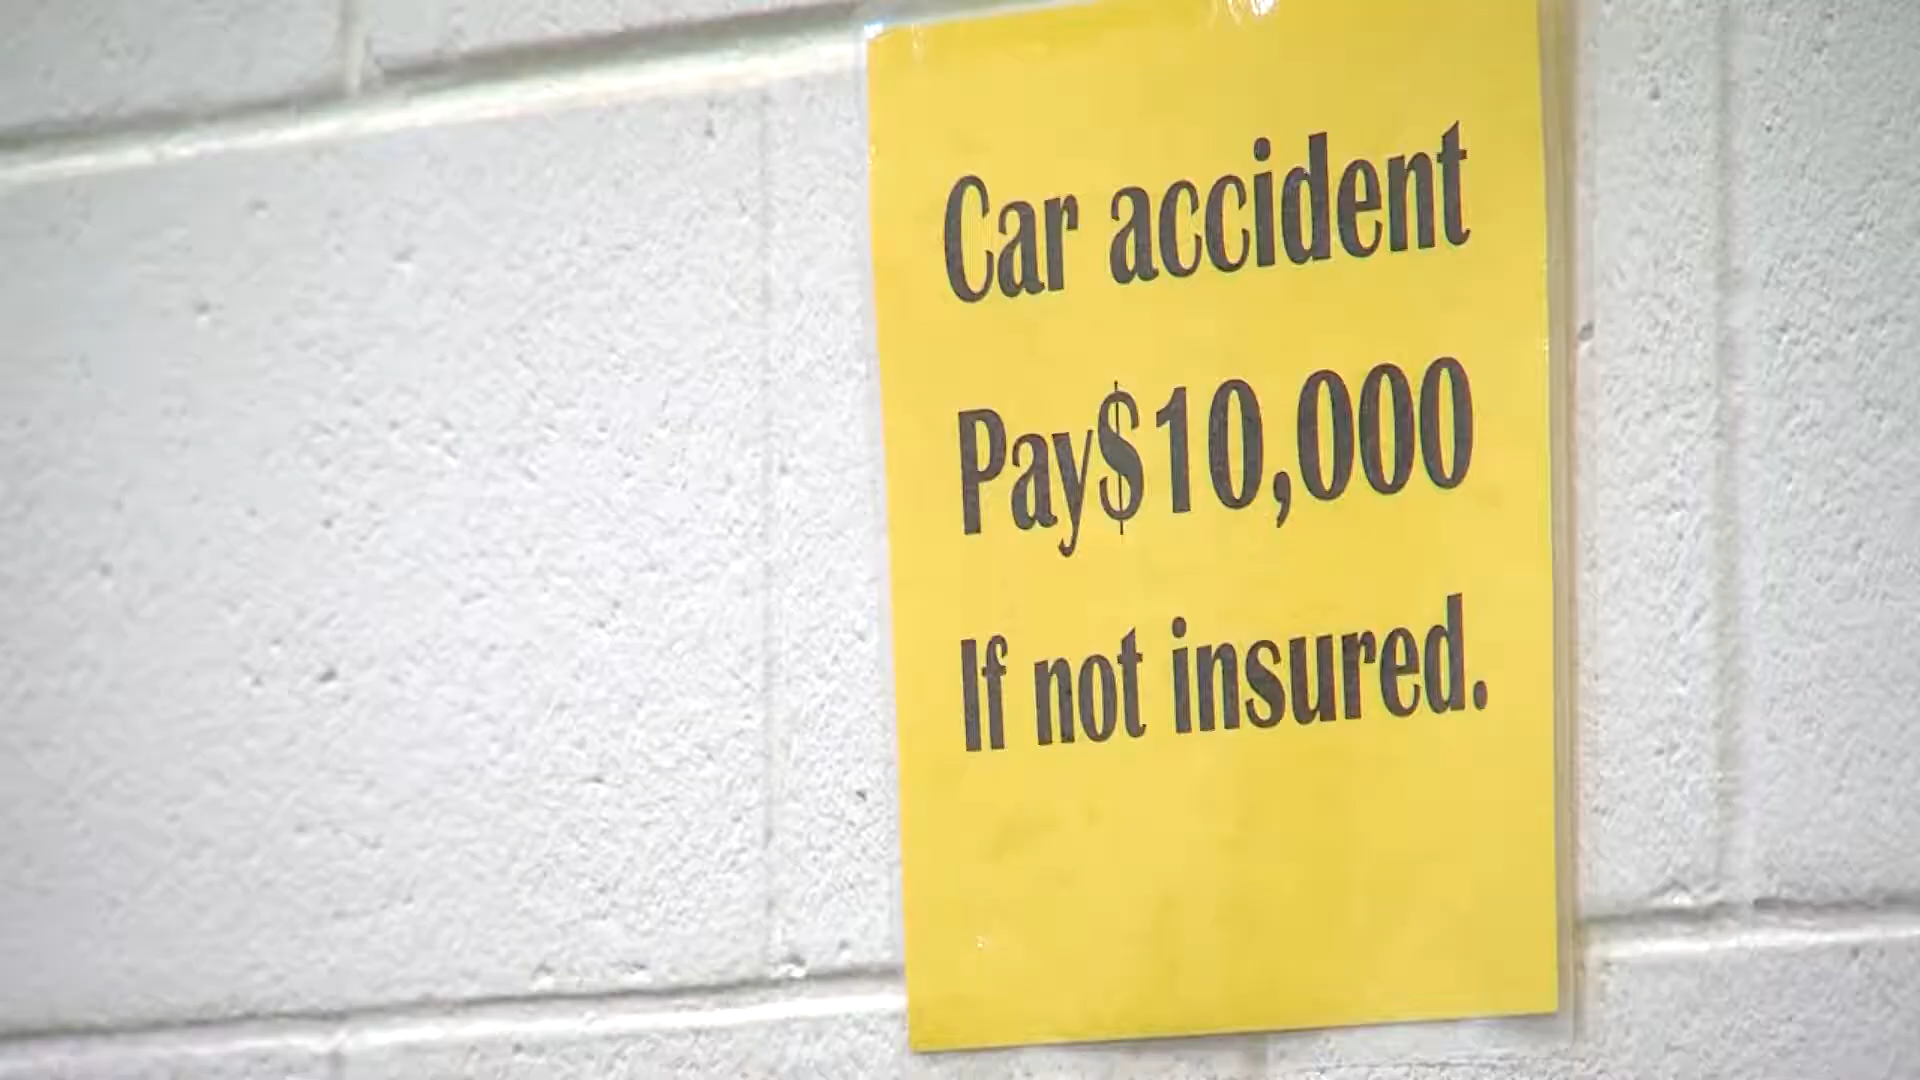 Car accident
Pay$10,000
If not insured.